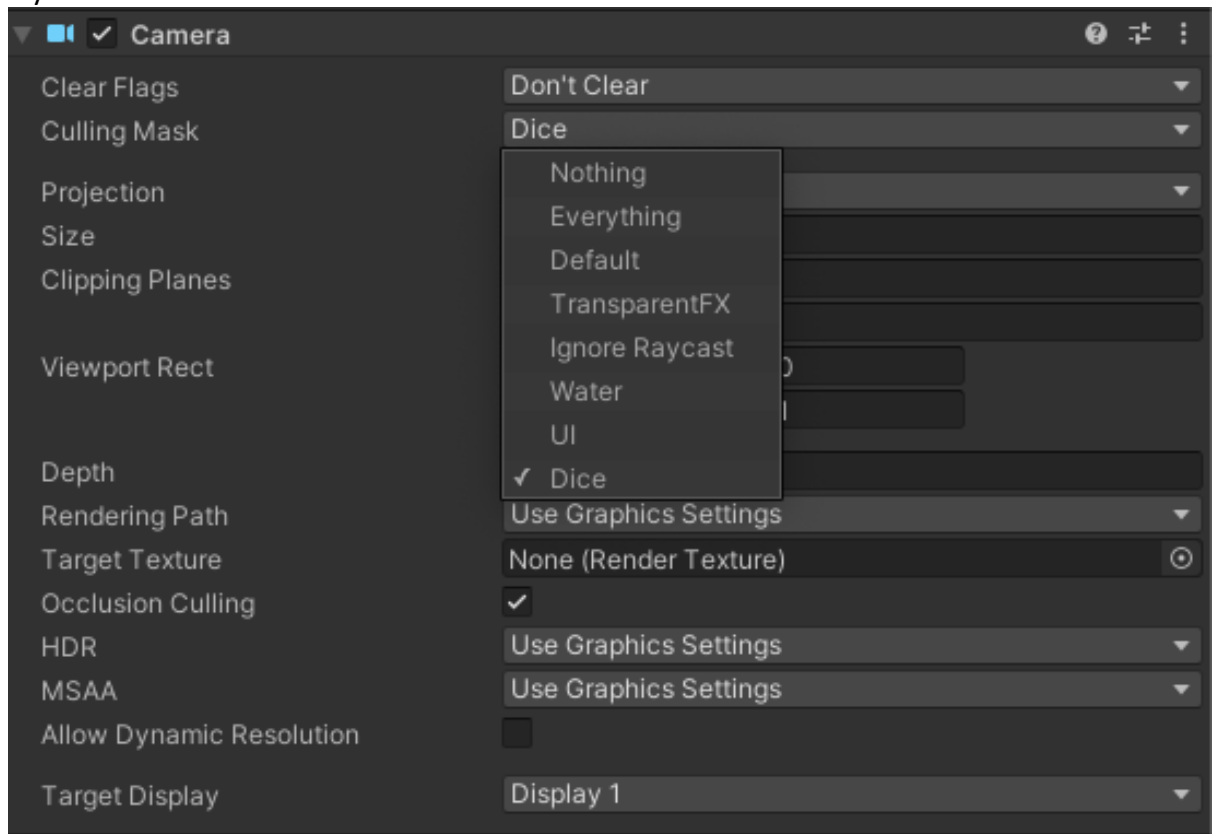 Camera
Clear Flags Don't Clear
Culling Mask Dice
Nothing
Projection
Everything
Size
Default
Clipping Planes
TransparentFX
Ignore Raycast
Viewport Rect
Water
UI
Depth
✓ Dice
Rendering Path Use Graphics Settings
Target Texture None (Render Texture)
Occlusion Culling
HDR Use Graphics Settings
MSAA Use Graphics Settings
Allow Dynamic Resolution
Target Display Display 1